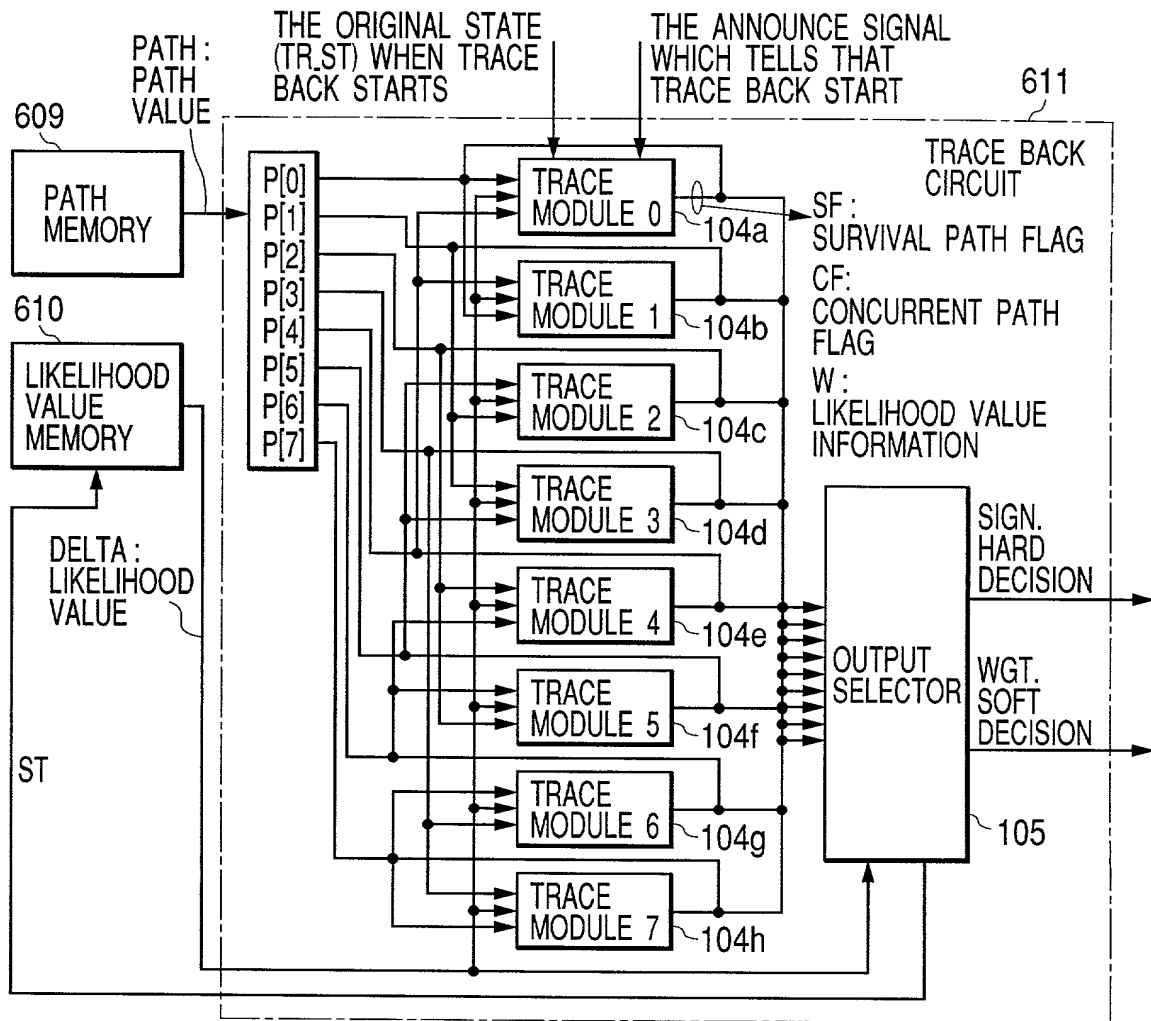 THE ORIGINAL STATE
(TR_ST) WHEN TRACE
BACK STARTS
THE ANNOUNCE SIGNAL
WHICH TELLS THAT
TRACE BACK START
PATH :
PATH
VALUE
609
PATH
MEMORY
610
LIKELIHOOD
VALUE
MEMORY
DELTA :
LIKELIHOOD
VALUE
ST
611
TRACE BACK
CIRCUIT
P[0]
P[1]
P[2]
P[3]
P[4]
P[5]
P[6]
P[7]
TRACE
MODULE 0
104a
TRACE
MODULE 1
104b
TRACE
MODULE 2
104c
TRACE
MODULE 3
104d
TRACE
MODULE 4
104e
TRACE
MODULE 5
104f
TRACE
MODULE 6
104g
TRACE
MODULE 7
104h
SF :
SURVIVAL PATH FLAG
CF:
CONCURRENT PATH
FLAG
W :
LIKELIHOOD VALUE
INFORMATION
OUTPUT
SELECTOR
105
SIGN.
HARD
DECISION
WGT.
SOFT
DECISION